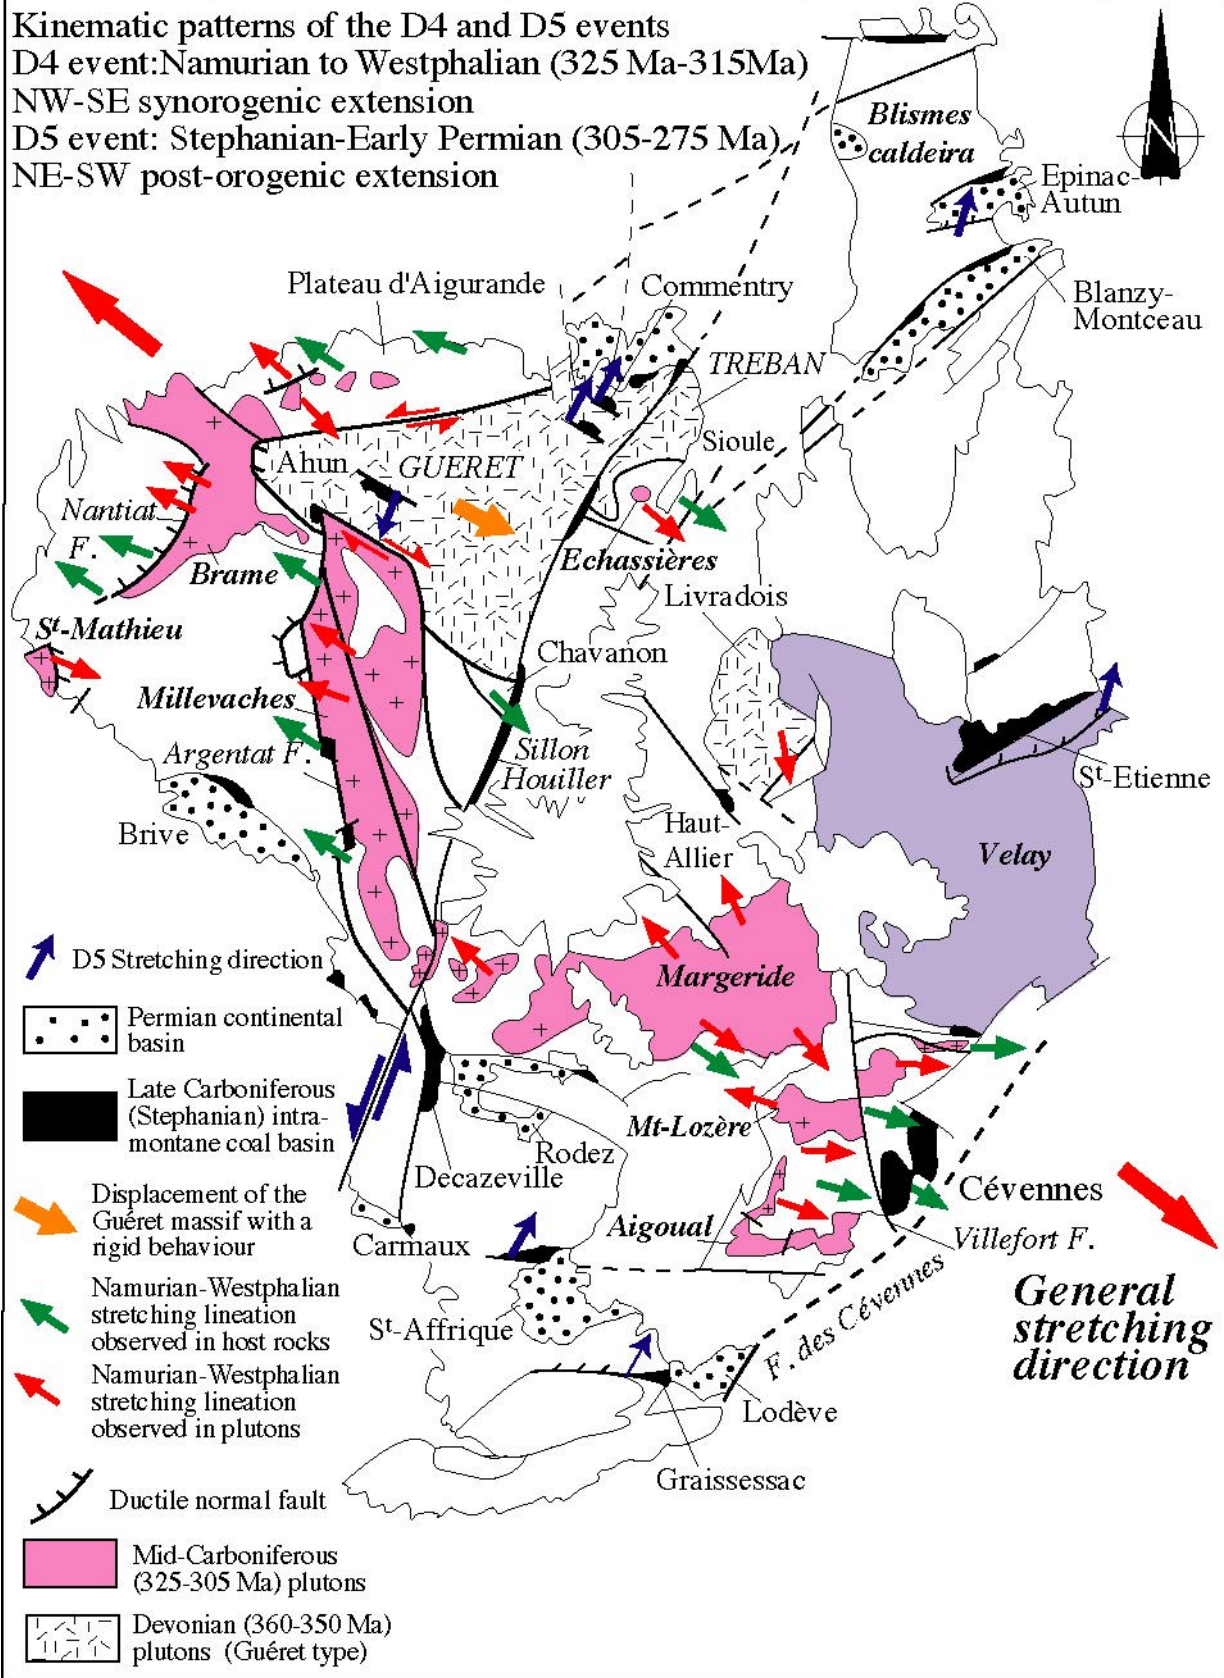 Kinematic patterns of the D4 and D5 events
D4 event:Namurian to Westphalian (325 Ma-315Ma)
NW-SE synorogenic extension
D5 event: Stephanian-Early Permian (305-275 Ma)
NE-SW post-orogenic extension
Blismes
caldeira
N
Epinac-
Autun
Plateau d'Aigurande
Commentry
Blanzy-
Montceau
TREBAN
Sioule
Ahun
GUERET
Nantiat
F.
Brame
Echassières
Livradois
St-Mathieu
Chavanon
Millevaches
Argentat F.
Sillon
Houiller
St-Etienne
Brive
Haut-
Allier
Velay
D5 Stretching direction
Margeride
Permian continental
basin
Late Carboniferous
(Stephanian) intra-
montane coal basin
Mt-Lozère
Rodez
Decazeville
Displacement of the
Guéret massif with a
rigid behaviour
Cévennes
Aigoual
Carmaux
Villefort F.
Namurian-Westphalian
stretching lineation
observed in host rocks
General
stretching
direction
St-Affrique
F. des Cévennes
Namurian-Westphalian
stretching lineation
observed in plutons
Lodève
Graissessac
Ductile normal fault
Mid-Carboniferous
(325-305 Ma) plutons
Devonian (360-350 Ma)
plutons (Guéret type)